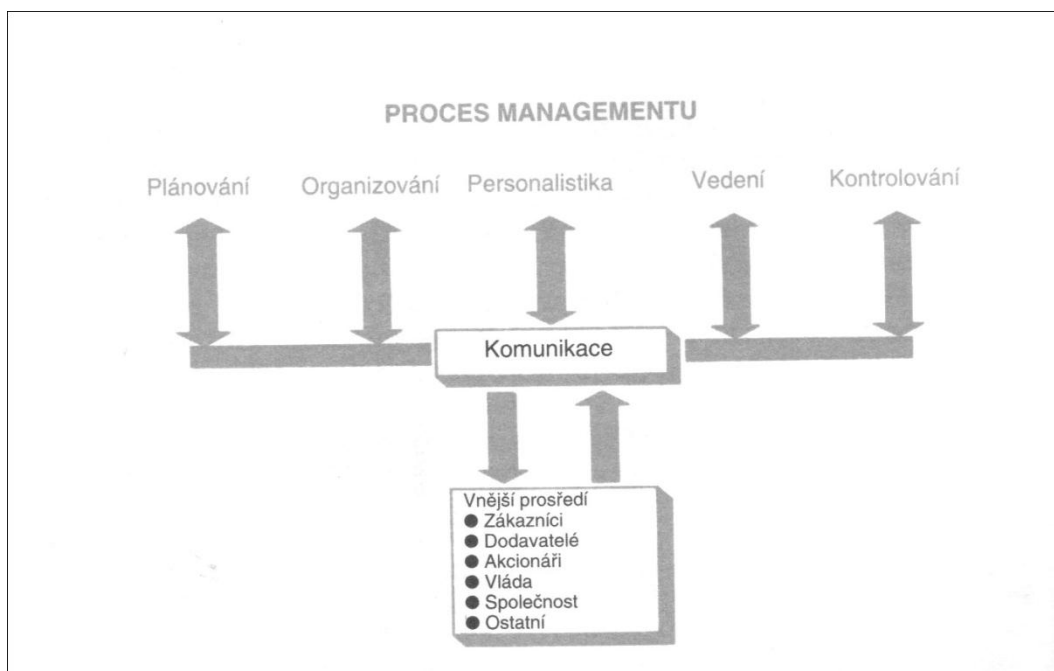 PROCES MANAGEMENTU
Plánování Organizování Personalistika Vedení Kontrolování
Komunikace
Vnější prosředí
● Zákazníci
● Dodavatelé
● Akcionáři
● Vláda
● Společnost
● Ostatní